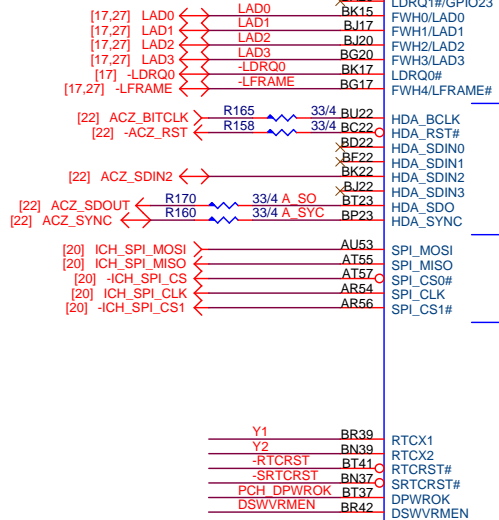 LDRQ1#/GPIO23
[17,27] LAD0 LAD0 BK15 FWH0/LAD0
[17,27] LAD1 LAD1 BJ17 FWH1/LAD1
[17,27] LAD2 LAD2 BJ20 FWH2/LAD2
[17,27] LAD3 LAD3 BG20 FWH3/LAD3
[17] -LDRQ0 -LDRQ0 BK17 LDRQ0#
[17,27] -LFRAME -LFRAME BG17 FWH4/LFRAME#
[22] ACZ_BITCLK R165 33/4 BU22 HDA_BCLK
[22] -ACZ_RST R158 33/4 BC22 HDA_RST#
BD22 HDA_SDIN0
BF22 HDA_SDIN1
[22] ACZ_SDIN2 BK22 HDA_SDIN2
BJ22 HDA_SDIN3
[22] ACZ_SDOUT R170 33/4 A_SO BT23 HDA_SDO
[22] ACZ_SYNC R160 33/4 A_SYC BP23 HDA_SYNC
[20] ICH_SPI_MOSI AU53 SPI_MOSI
[20] ICH_SPI_MISO AT55 SPI_MISO
[20] -ICH_SPI_CS AT57 SPI_CS0#
[20] ICH_SPI_CLK AR54 SPI_CLK
[20] -ICH_SPI_CS1 AR56 SPI_CS1#
Y1 BR39 RTCX1
Y2 BN39 RTCX2
-RTCRST BT41 RTCRST#
-SRTCRST BN37 SRTCRST#
PCH_DPWROK BT37 DPWROK
DSWVRMEN BR42 DSWVRMEN